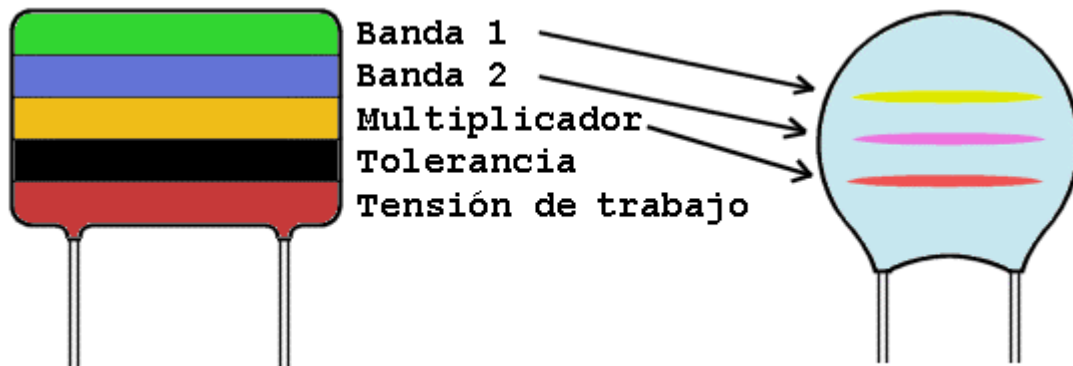 Banda 1
Banda 2
Multiplicador
Tolerancia
Tensión de trabajo